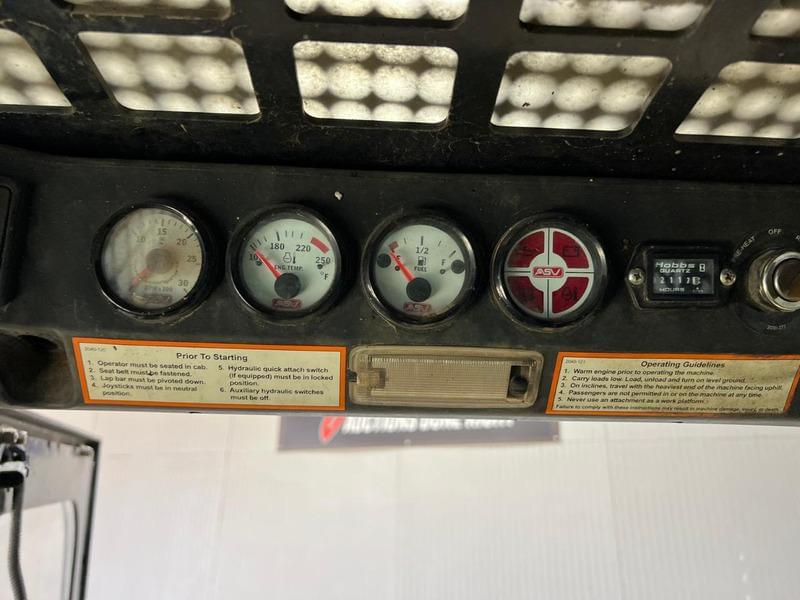 10 15 20
30
RPM x 100
180 220
100 250
ENG TEMP. °F
ASV
1/2
E F
FUEL
ASV
ASV
Hobbs
QUARTZ
HOURS
OFF
2040-120
Prior To Starting
1. Operator must be seated in cab.
2. Seat belt must be fastened.
3. Lap bar must be pivoted down.
4. Joysticks must be in neutral
position.
5. Hydraulic quick attach switch
(if equipped) must be in locked
position.
6. Auxiliary hydraulic switches
must be off.
2040-121
Operating Guidelines
1. Warm engine prior to operating the machine.
2. Carry loads low. Load, unload and turn on level ground.
3. On inclines, travel with the heaviest end of the machine facing uphill.
4. Passengers are not permitted in or on the machine at any time.
5. Never use an attachment as a work platform.
Failure to comply with these instructions may result in machine damage, injury, or death.